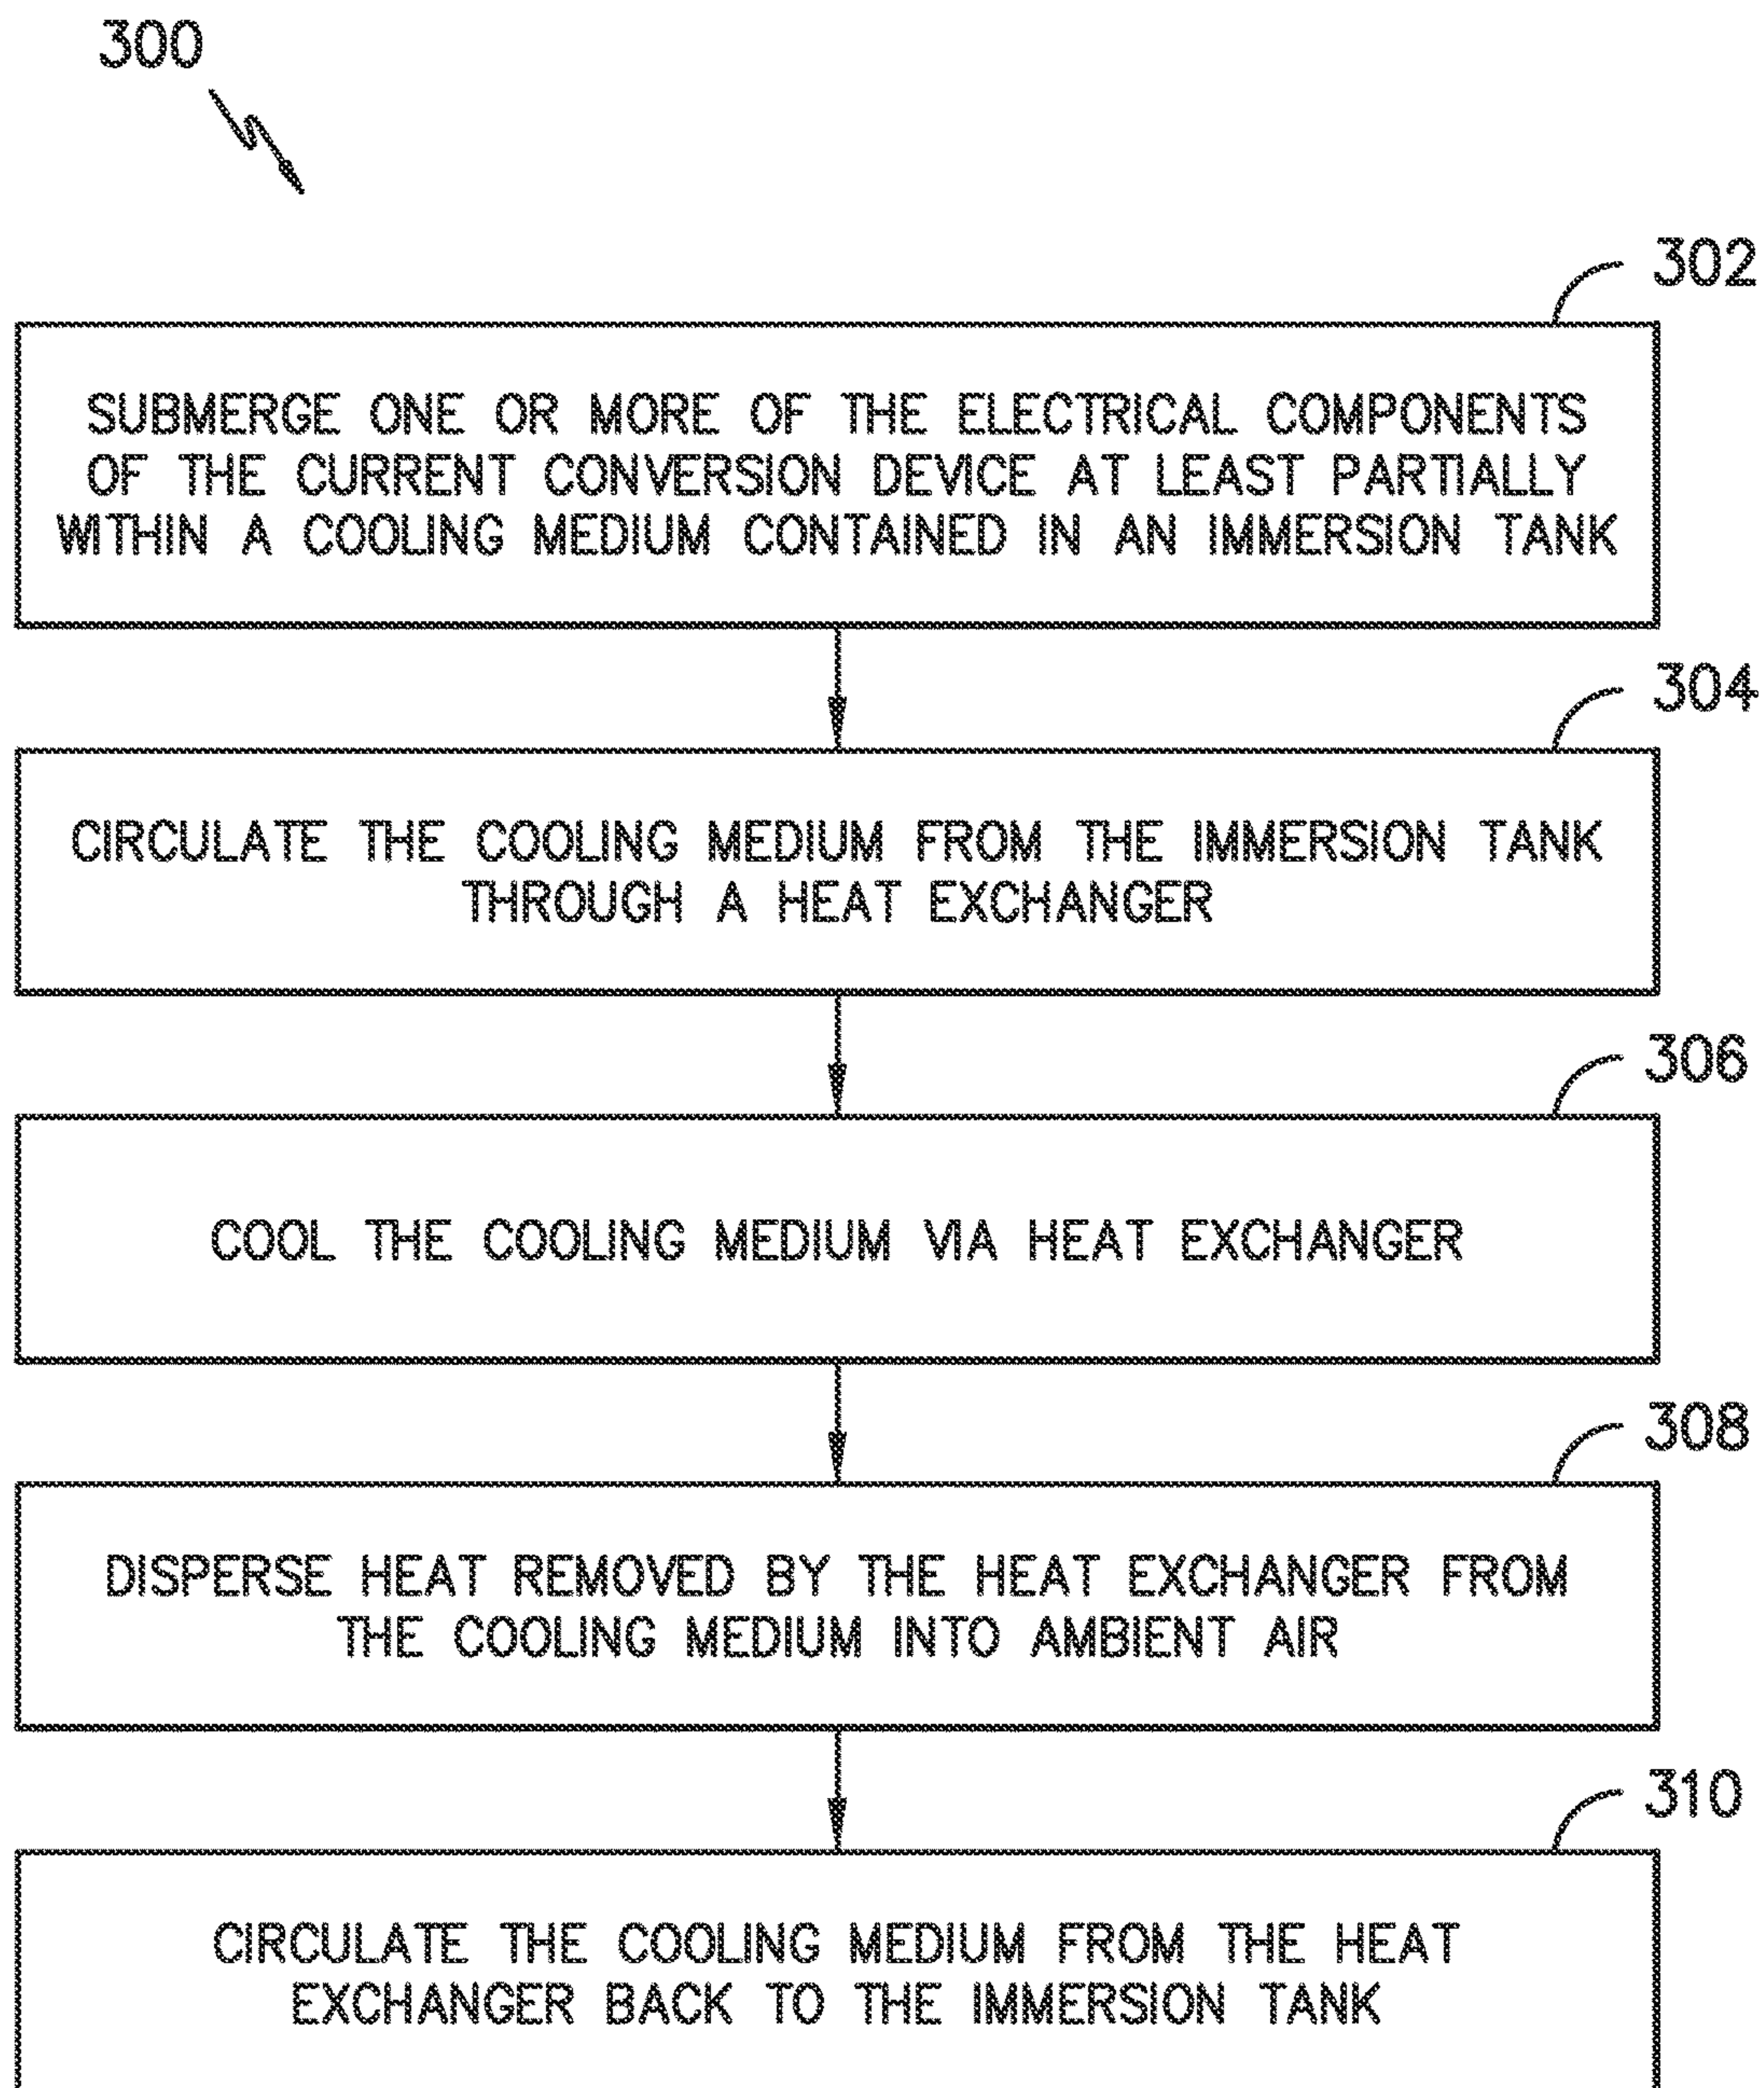 300
302
SUBMERGE ONE OR MORE OF THE ELECTRICAL COMPONENTS
OF THE CURRENT CONVERSION DEVICE AT LEAST PARTIALLY
WITHIN A COOLING MEDIUM CONTAINED IN AN IMMERSION TANK
304
CIRCULATE THE COOLING MEDIUM FROM THE IMMERSION TANK
THROUGH A HEAT EXCHANGER
306
COOL THE COOLING MEDIUM VIA HEAT EXCHANGER
308
DISPERSE HEAT REMOVED BY THE HEAT EXCHANGER FROM
THE COOLING MEDIUM INTO AMBIENT AIR
310
CIRCULATE THE COOLING MEDIUM FROM THE HEAT
EXCHANGER BACK TO THE IMMERSION TANK